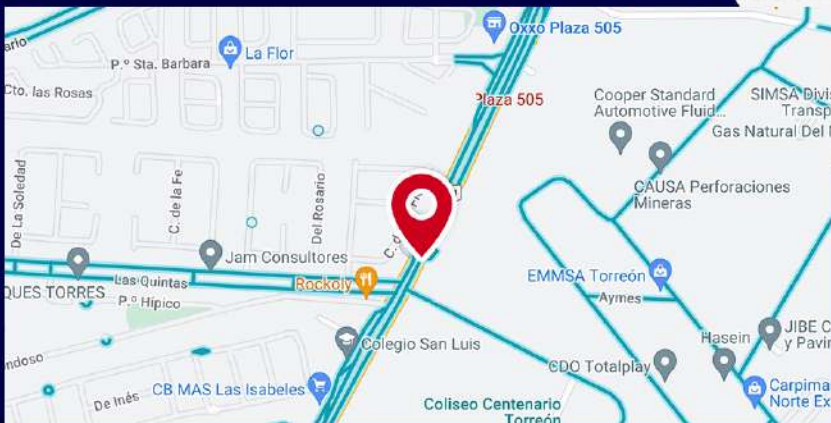 Oxxo Plaza 505
La Flor
P.º Sta. Barbara
Cto. las Rosas
Plaza 505
Cooper Standard
Automotive Fluid...
SIMSA Divi
Transp
Gas Natural Del
CAUSA Perforaciones
Mineras
De La Soledad
C. de la Fe
Del Rosario
Jam Consultores
EMMSA Torreón
Las Quintas
QUES TORRES
Rockoly
Aymes
P.º Hípico
JIBE C
y Pavir
Hasein
ondoso
Colegio San Luis
CDO Totalplay
CB MAS Las Isabeles
Carpima
Norte Ex
De Inés
Coliseo Centenario
Torreón